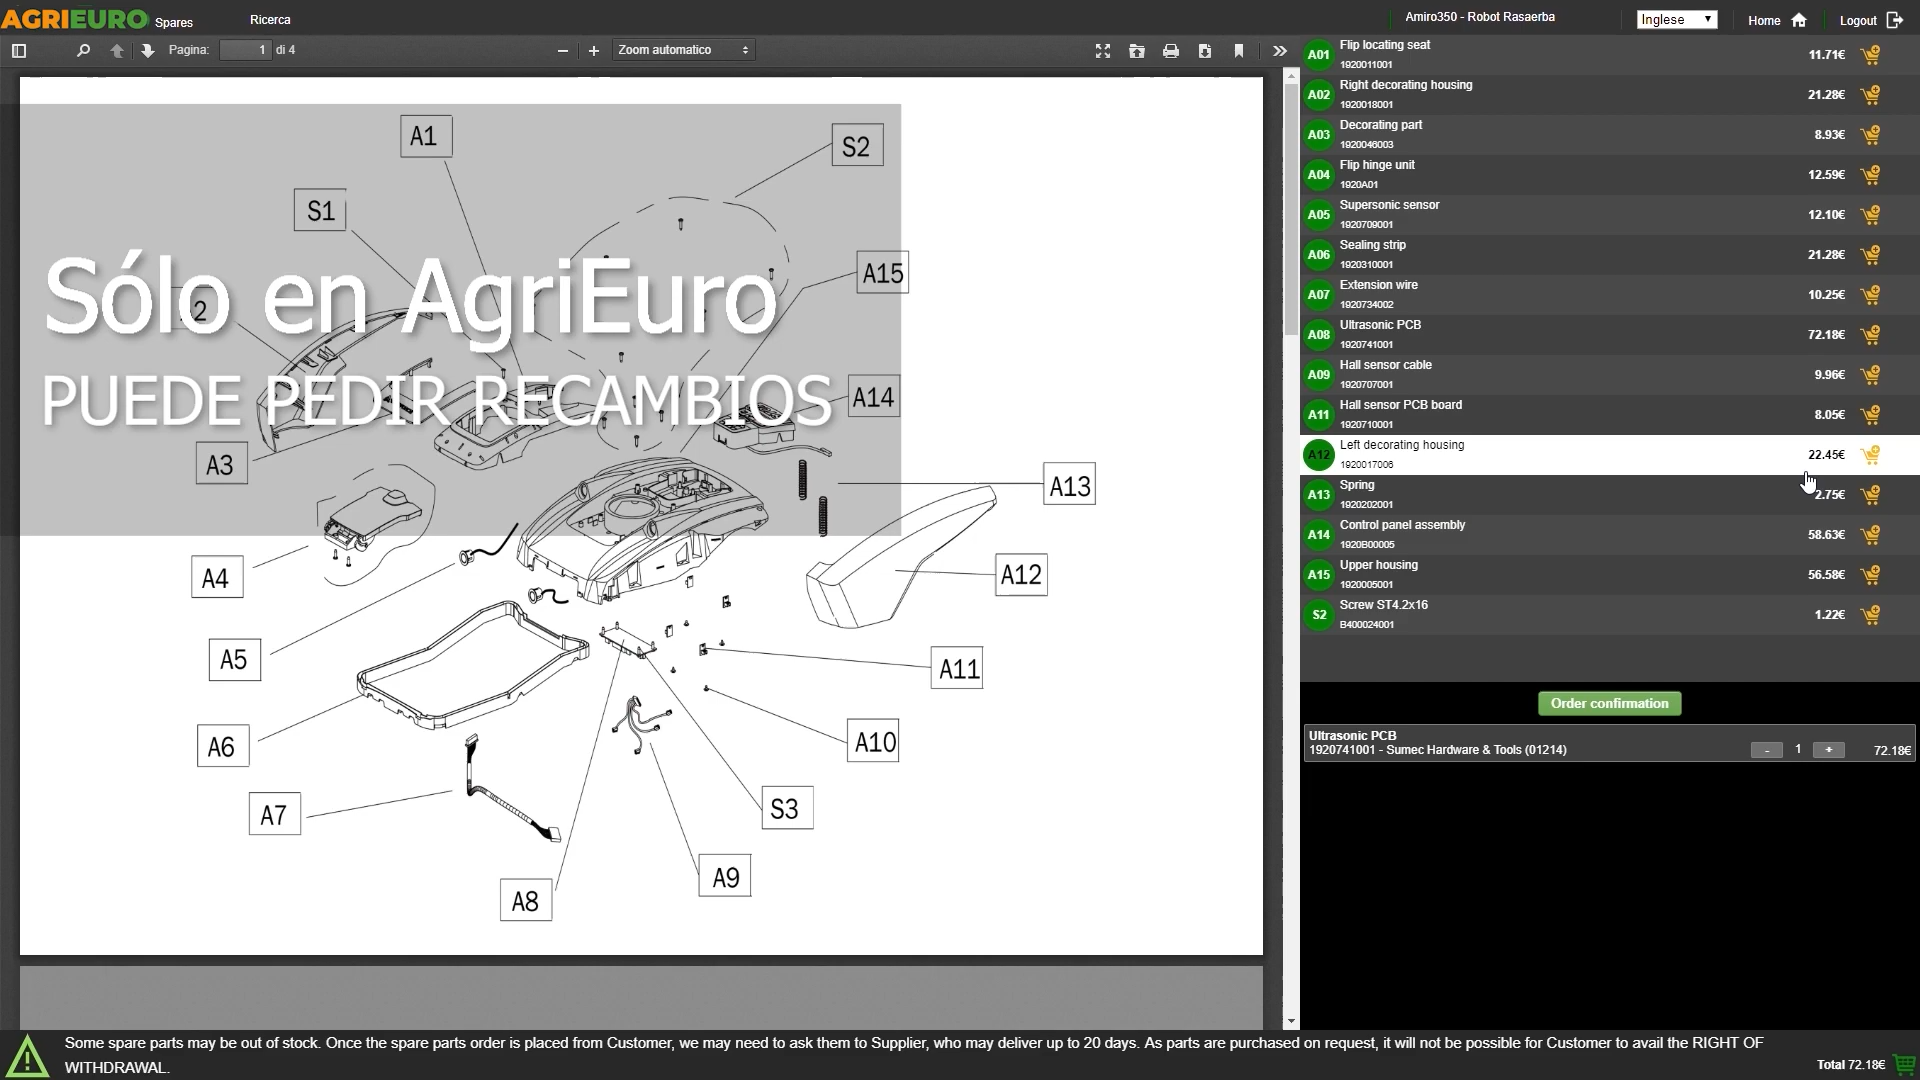 AGRIEURO Spares
Ricerca
Amiro350 - Robot Rasaerba
Inglese
Home
Logout
Pagina: 1 di 4
Zoom automatico
A1
S2
S1
A15
Sólo en AgriEuro
2
PUEDE PEDIR RECAMBIOS
A14
A3
A13
A4
A12
A5
A11
A6
A10
A7
S3
A9
A8
A01 Flip locating seat
1920011001
11.71€
A02 Right decorating housing
1920018001
21.28€
A03 Decorating part
1920046003
8.93€
A04 Flip hinge unit
1920A01
12.59€
A05 Supersonic sensor
1920709001
12.10€
A06 Sealing strip
1920310001
21.28€
A07 Extension wire
1920734002
10.25€
A08 Ultrasonic PCB
1920741001
72.18€
A09 Hall sensor cable
1920707001
9.96€
A11 Hall sensor PCB board
1920710001
8.05€
A12 Left decorating housing
1920017006
22.45€
A13 Spring
1920202001
2.75€
A14 Control panel assembly
1920B00005
58.63€
A15 Upper housing
1920005001
56.58€
S2 Screw ST4.2x16
B400024001
1.22€
Order confirmation
Ultrasonic PCB
1920741001 - Sumec Hardware & Tools (01214)
- 1 + 72.18€
Some spare parts may be out of stock. Once the spare parts order is placed from Customer, we may need to ask them to Supplier, who may deliver up to 20 days. As parts are purchased on request, it will not be possible for Customer to avail the RIGHT OF
WITHDRAWAL.
Total 72.18€